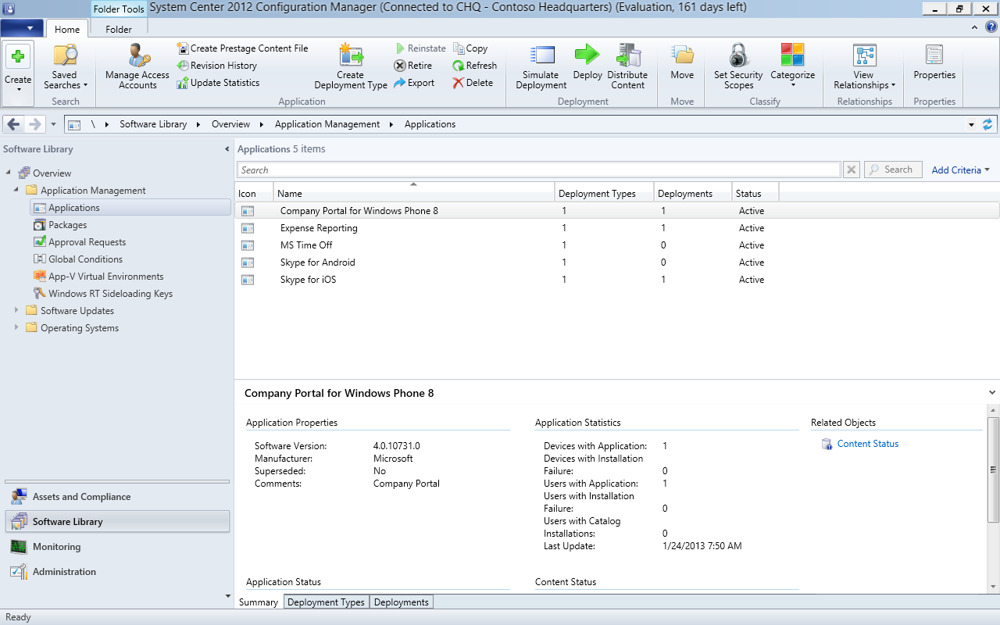 Folder Tools
System Center 2012 Configuration Manager (Connected to CHQ - Contoso Headquarters) (Evaluation, 161 days left)
Home
Folder
Create
Saved Searches
Search
Manage Access Accounts
Create Prestage Content File
Revision History
Update Statistics
Create Deployment Type
Reinstate
Retire
Export
Copy
Refresh
Delete
Application
Simulate Deployment
Deploy
Distribute Content
Deployment
Move
Move
Set Security Scopes
Categorize
Classify
View Relationships
Relationships
Properties
Properties
\ Software Library Overview Application Management Applications
Software Library
Overview
Application Management
Applications
Packages
Approval Requests
Global Conditions
App-V Virtual Environments
Windows RT Sideloading Keys
Software Updates
Operating Systems
Assets and Compliance
Software Library
Monitoring
Administration
Applications 5 items
Search
Search
Add Criteria
Icon Name Deployment Types Deployments Status
Company Portal for Windows Phone 8 1 1 Active
Expense Reporting 1 1 Active
MS Time Off 1 0 Active
Skype for Android 1 0 Active
Skype for iOS 1 1 Active
Company Portal for Windows Phone 8
Application Properties
Software Version: 4.0.10731.0
Manufacturer: Microsoft
Superseded: No
Comments: Company Portal
Application Statistics
Devices with Application: 1
Devices with Installation
Failure: 0
Users with Application: 1
Users with Installation
Failure: 0
Users with Catalog
Installations: 0
Last Update: 1/24/2013 7:50 AM
Related Objects
Content Status
Application Status
Content Status
Summary
Deployment Types
Deployments
Ready